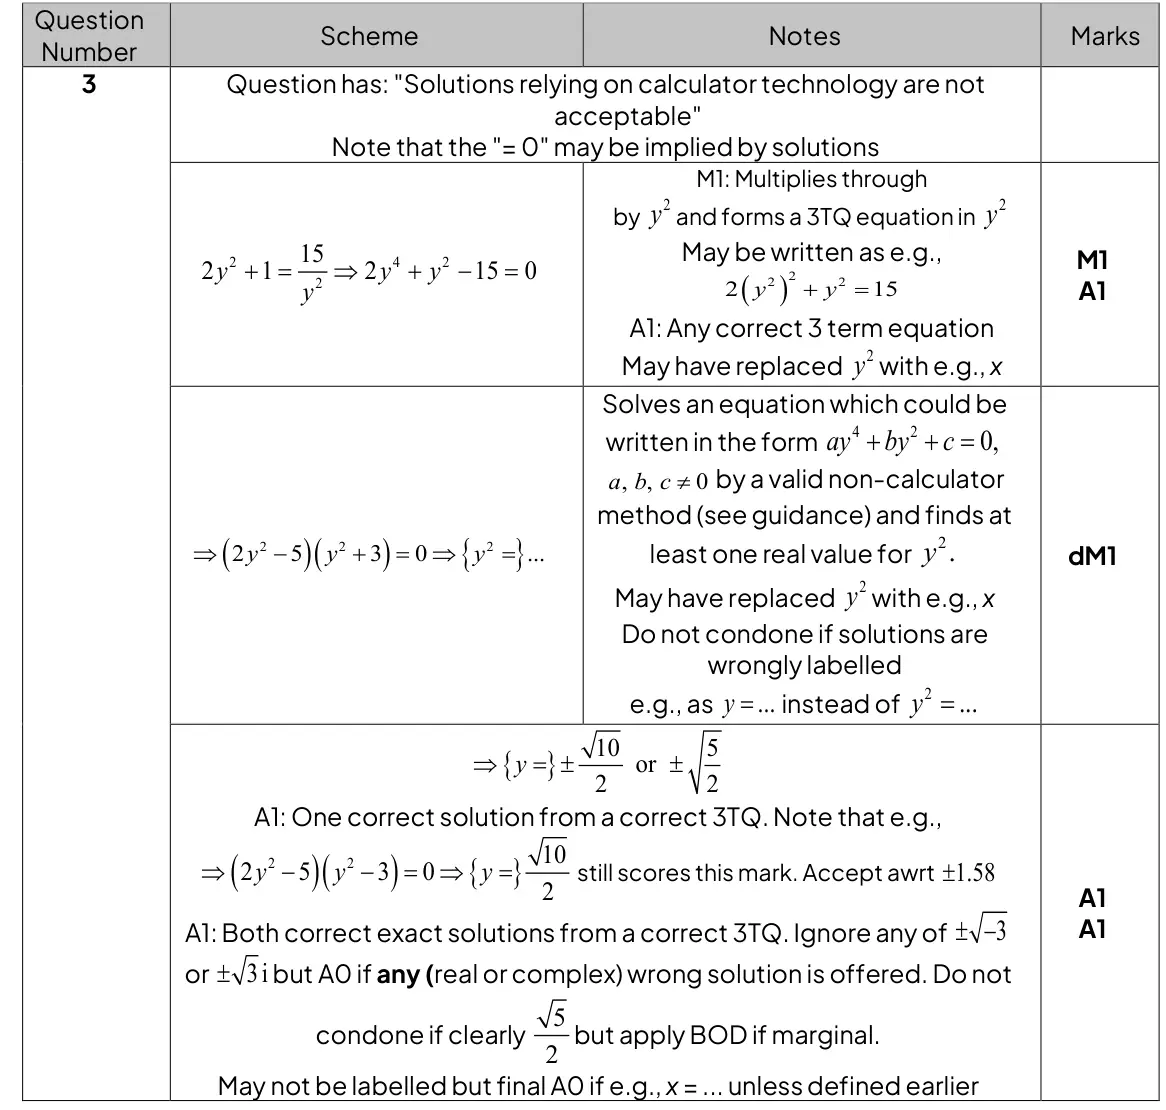 Question Number Scheme Notes Marks
3
Question has: "Solutions relying on calculator technology are not
acceptable"
Note that the "= 0" may be implied by solutions
2y² + 1 = 15/y² ⇒ 2y⁴ + y² − 15 = 0
M1: Multiplies through
by y² and forms a 3TQ equation in y²
May be written as e.g.,
2(y²)² + y² = 15
A1: Any correct 3 term equation
May have replaced y² with e.g., x
M1
A1
⇒ (2y² − 5)(y² + 3) = 0 ⇒ {y² =} ...
Solves an equation which could be
written in the form ay⁴ + by² + c = 0,
a, b, c ≠ 0 by a valid non-calculator
method (see guidance) and finds at
least one real value for y².
May have replaced y² with e.g., x
Do not condone if solutions are
wrongly labelled
e.g., as y = ... instead of y² = ...
dM1
⇒ {y =} ± √10/2 or ± √(5/2)
A1: One correct solution from a correct 3TQ. Note that e.g.,
⇒ (2y² − 5)(y² − 3) = 0 ⇒ {y =} √10/2 still scores this mark. Accept awrt ±1.58
A1: Both correct exact solutions from a correct 3TQ. Ignore any of ±√−3
or ±√3 i but A0 if any (real or complex) wrong solution is offered. Do not
condone if clearly √5/2 but apply BOD if marginal.
May not be labelled but final A0 if e.g., x = ... unless defined earlier
A1
A1